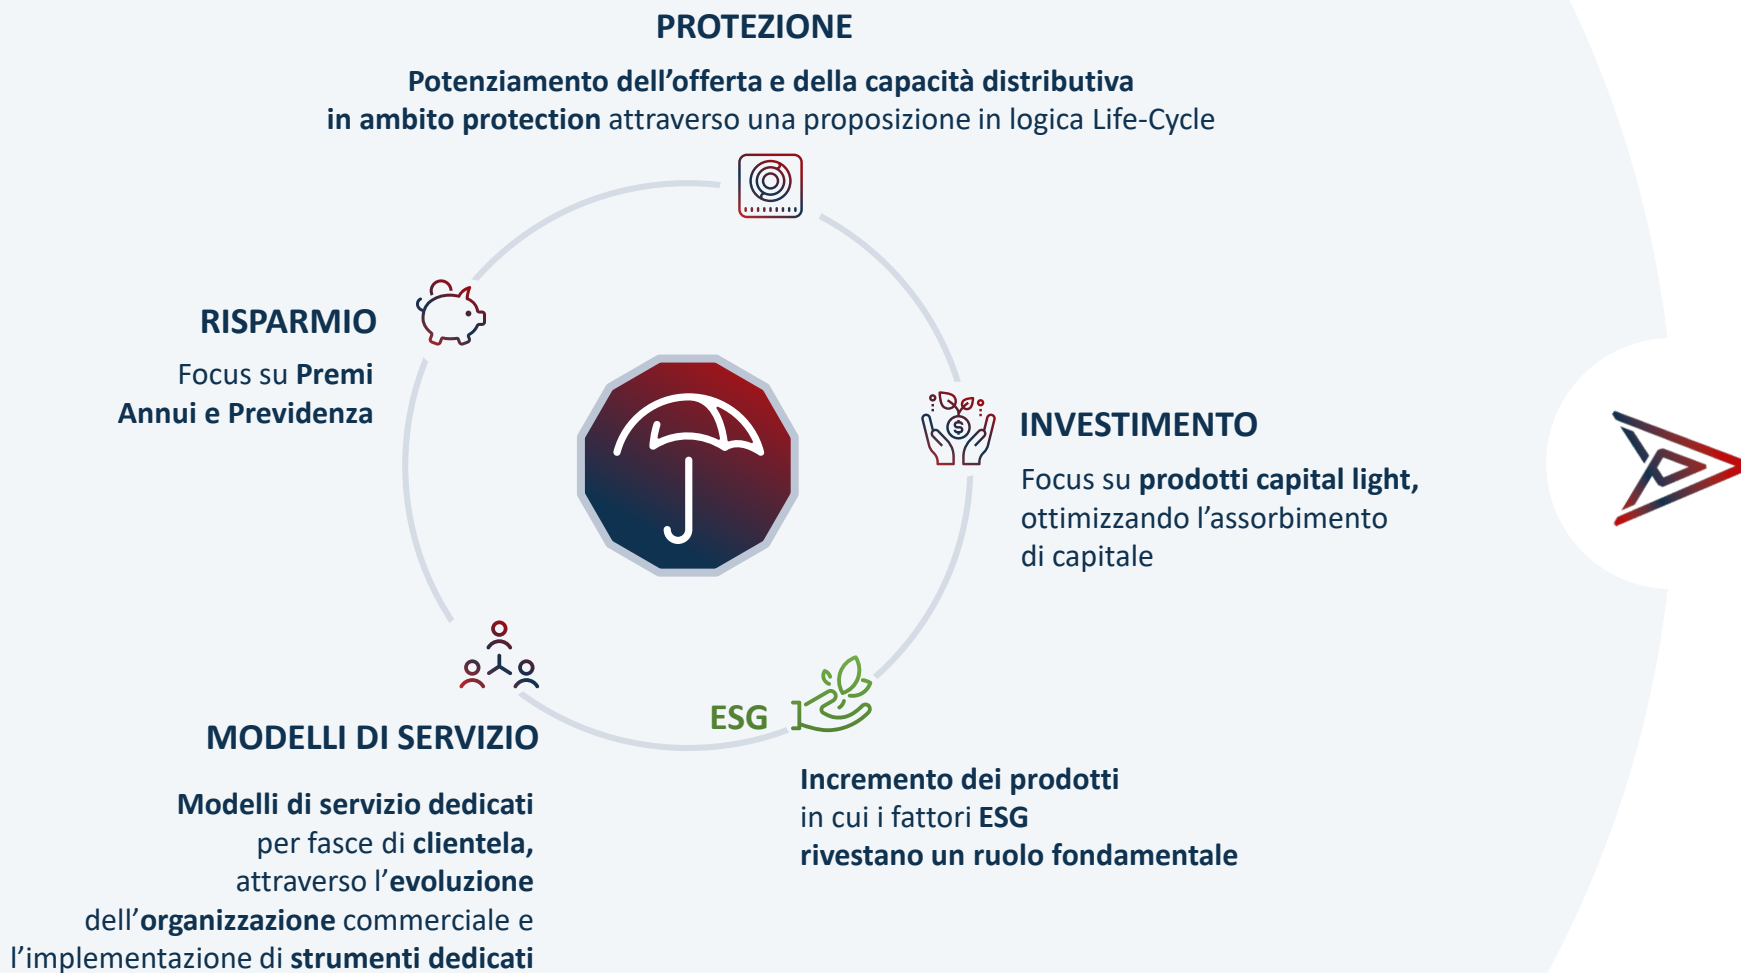 PROTEZIONE
Potenziamento dell’offerta e della capacità distributiva
in ambito protection attraverso una proposizione in logica Life-Cycle
RISPARMIO
Focus su Premi
Annui e Previdenza
INVESTIMENTO
Focus su prodotti capital light,
ottimizzando l’assorbimento
di capitale
ESG
Incremento dei prodotti
in cui i fattori ESG
rivestano un ruolo fondamentale
MODELLI DI SERVIZIO
Modelli di servizio dedicati
per fasce di clientela,
attraverso l’evoluzione
dell’organizzazione commerciale e
l’implementazione di strumenti dedicati